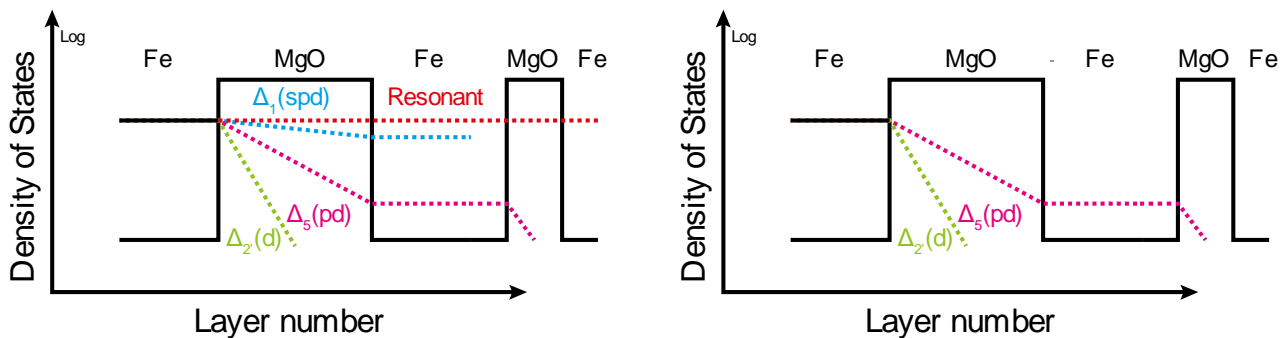 Log
Fe MgO Fe MgO Fe
Δ1(spd) Resonant
Δ5(pd)
Δ2'(d)
Density of States
Layer number
Log
Fe MgO - Fe MgO Fe
Δ5(pd)
Δ2'(d)
Density of States
Layer number